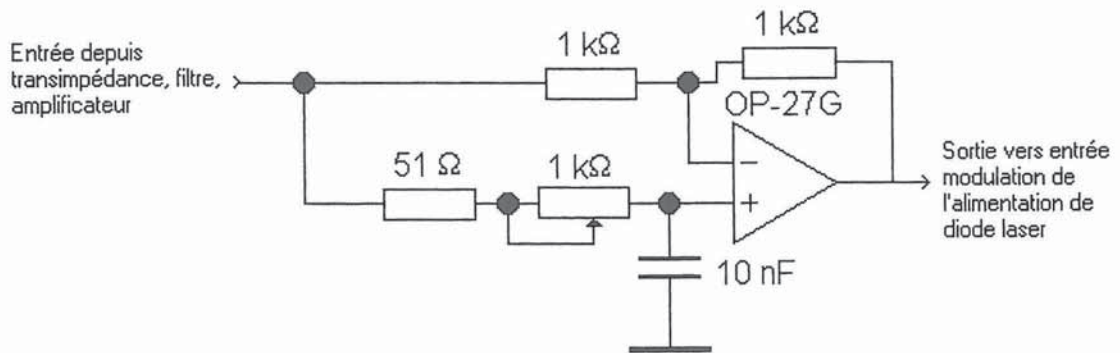 Entrée depuis
transimpédance, filtre,
amplificateur
1 kΩ
1 kΩ
OP-27G
51 Ω
1 kΩ
10 nF
Sortie vers entrée
modulation de
l'alimentation de
diode laser